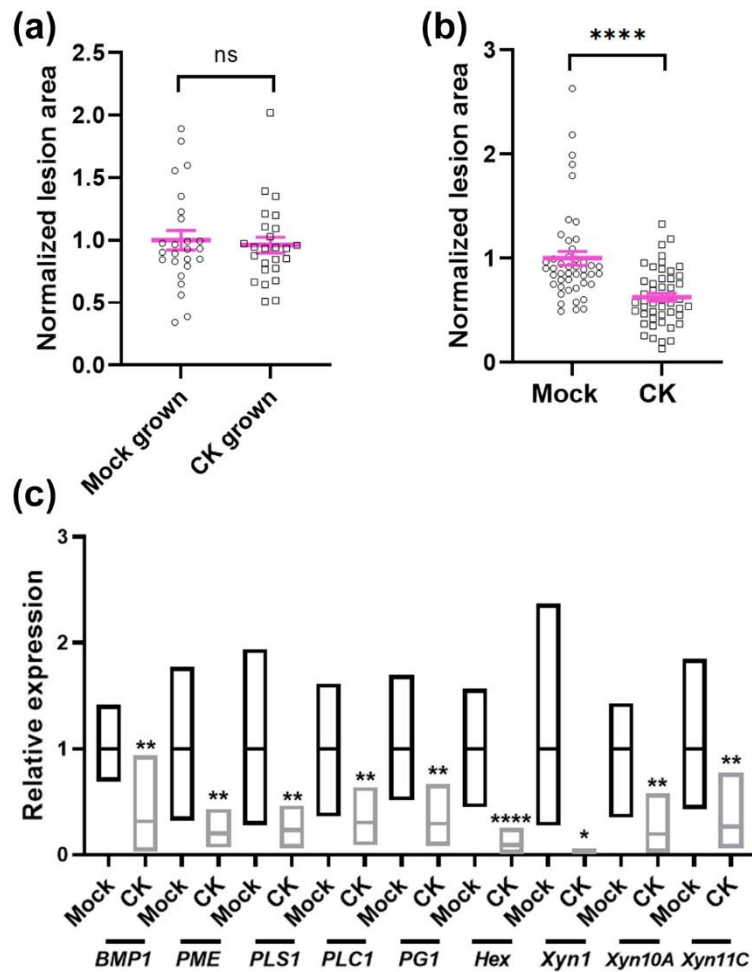 (a)
Normalized lesion area
2.5
2.0
1.5
1.0
0.5
0.0
ns
Mock grown
CK grown
(b)
Normalized lesion area
3
2
1
0
****
Mock
CK
(c)
Relative expression
3
2
1
0
** ** ** ** ** **** * ** **
Mock CK Mock CK Mock CK Mock CK Mock CK Mock CK Mock CK Mock CK Mock CK
BMP1 PME PLS1 PLC1 PG1 Hex Xyn1 Xyn10A Xyn11C